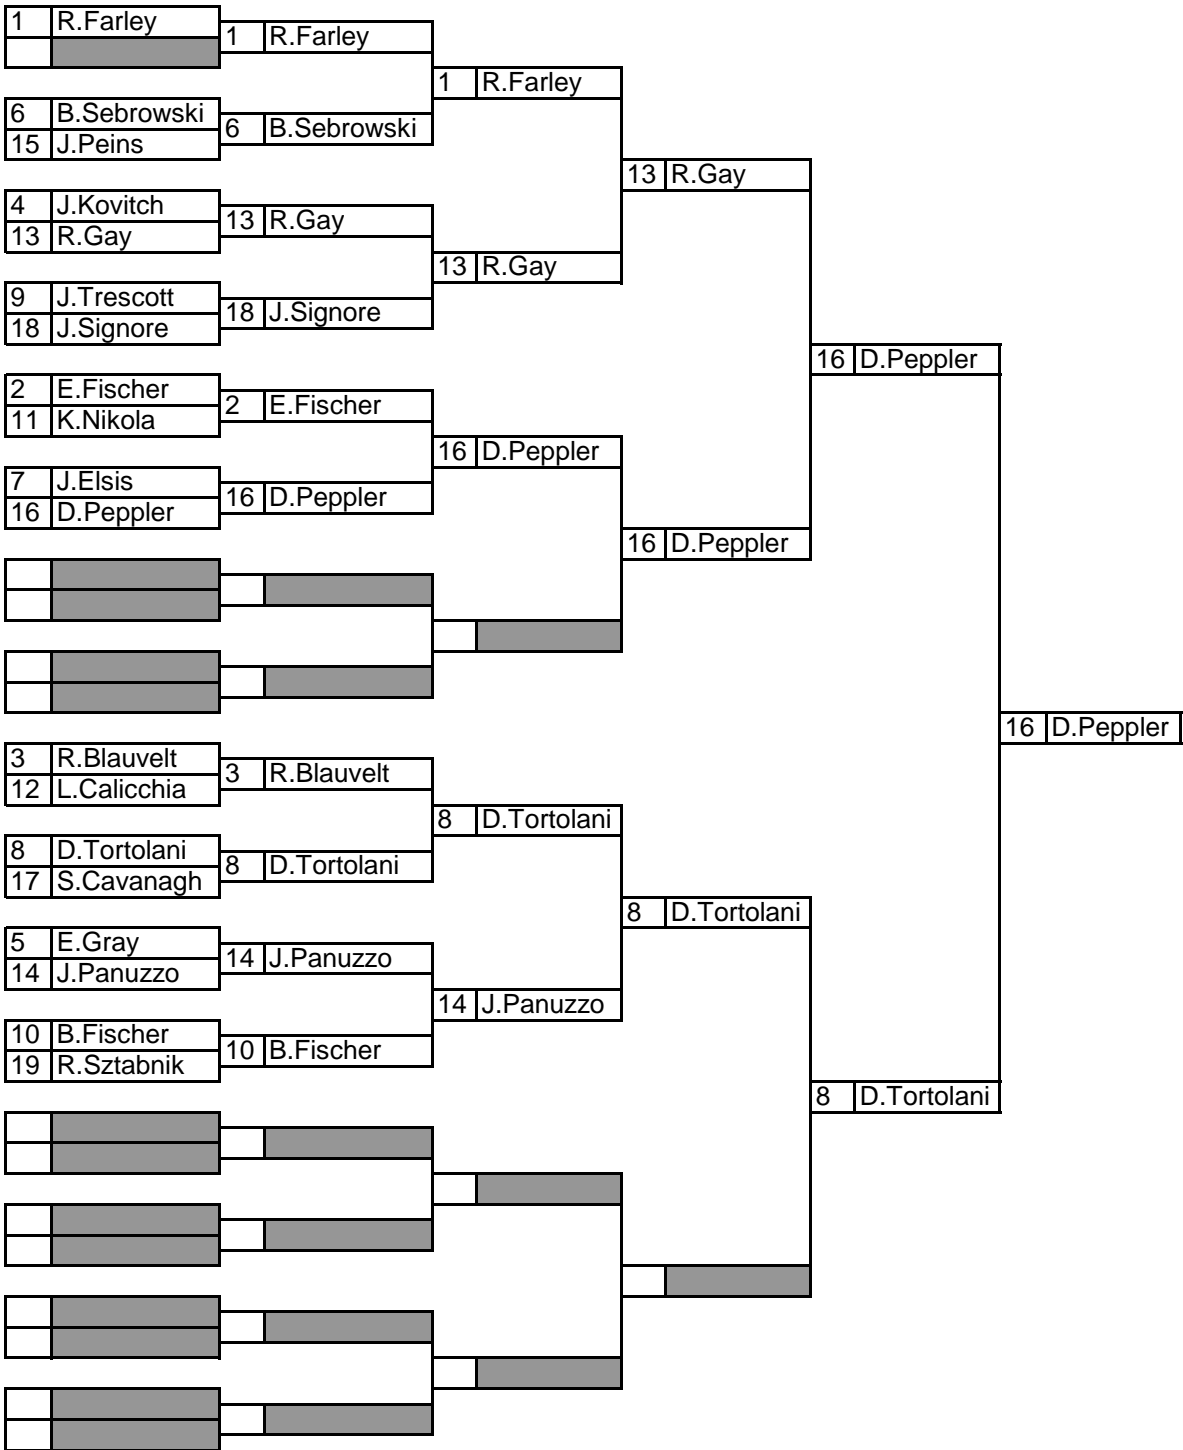 1 R.Farley
1 R.Farley
1 R.Farley
6 B.Sebrowski
15 J.Peins
6 B.Sebrowski
13 R.Gay
4 J.Kovitch
13 R.Gay
13 R.Gay
13 R.Gay
9 J.Trescott
18 J.Signore
18 J.Signore
16 D.Peppler
2 E.Fischer
11 K.Nikola
2 E.Fischer
16 D.Peppler
7 J.Elsis
16 D.Peppler
16 D.Peppler
16 D.Peppler
16 D.Peppler
3 R.Blauvelt
12 L.Calicchia
3 R.Blauvelt
8 D.Tortolani
8 D.Tortolani
17 S.Cavanagh
8 D.Tortolani
8 D.Tortolani
5 E.Gray
14 J.Panuzzo
14 J.Panuzzo
14 J.Panuzzo
10 B.Fischer
19 R.Sztabnik
10 B.Fischer
8 D.Tortolani